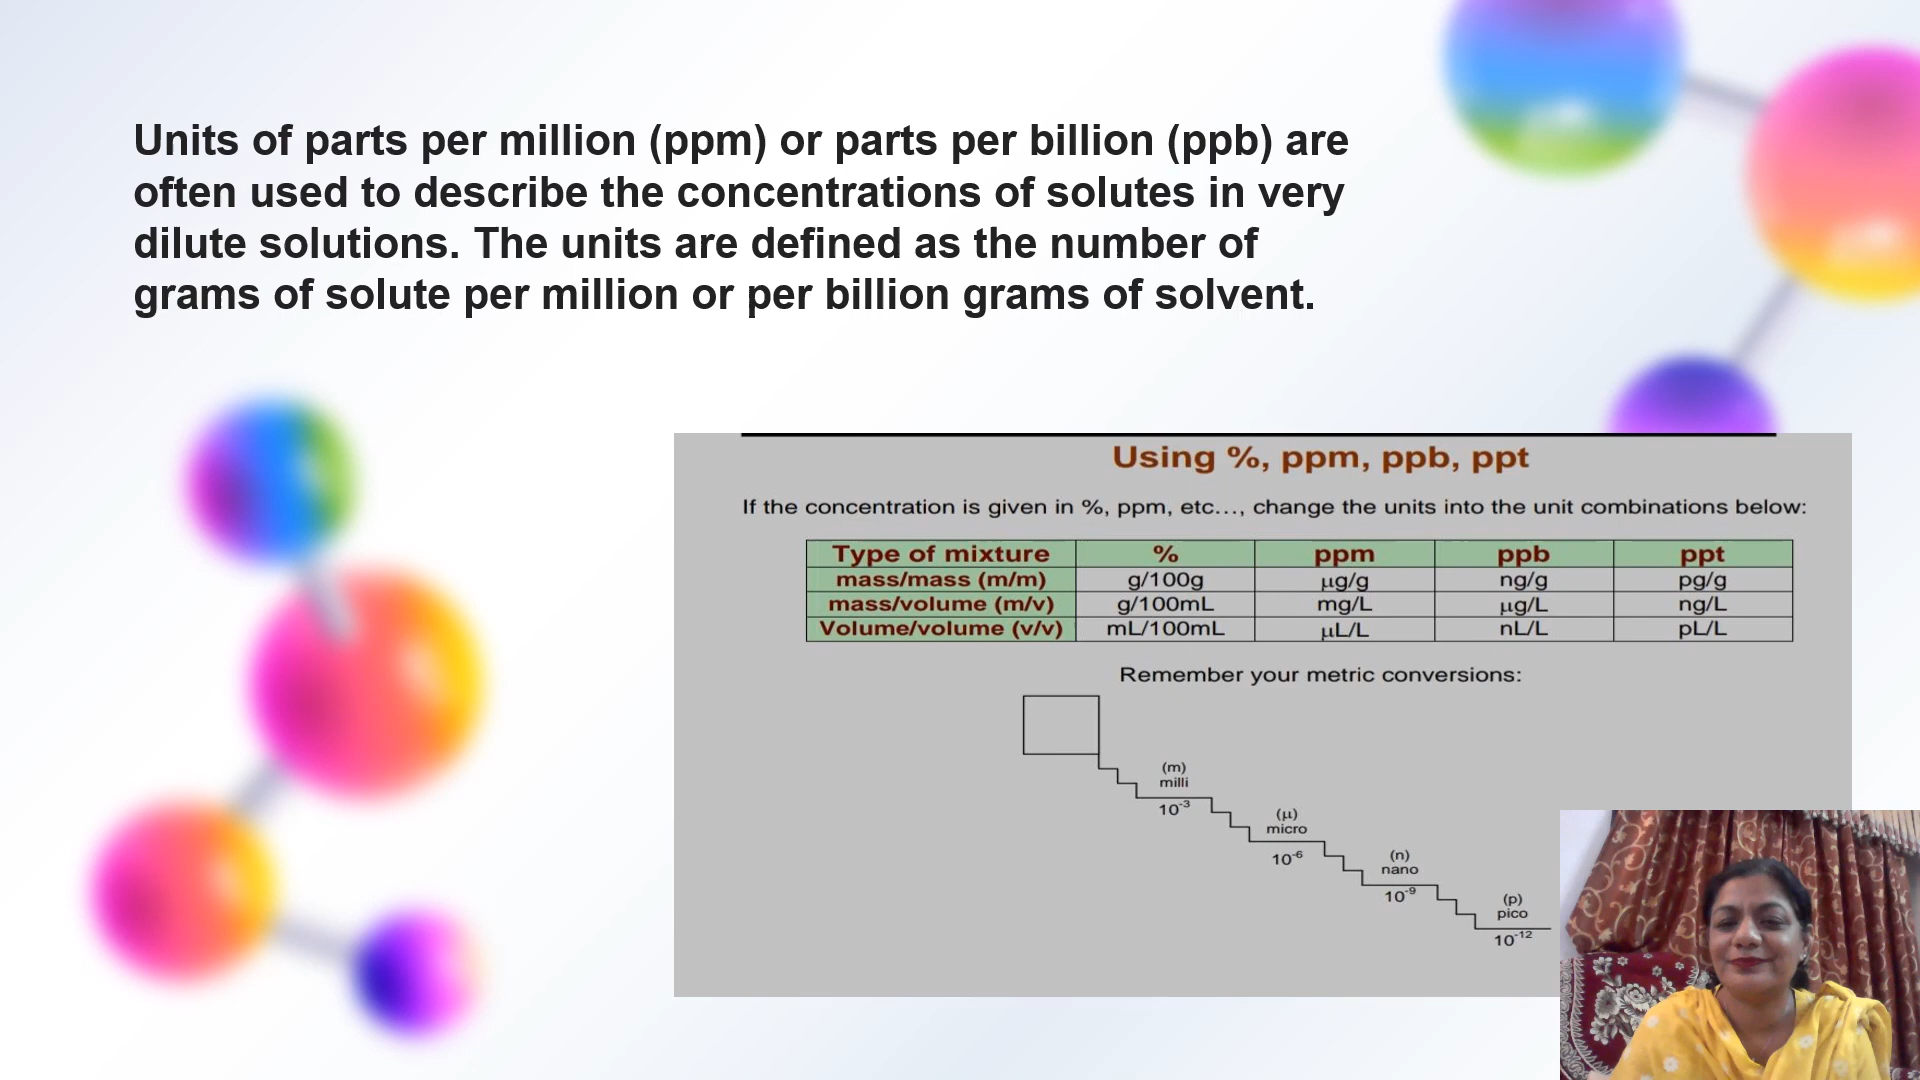 Units of parts per million (ppm) or parts per billion (ppb) are
often used to describe the concentrations of solutes in very
dilute solutions. The units are defined as the number of
grams of solute per million or per billion grams of solvent.
Using %, ppm, ppb, ppt
If the concentration is given in %, ppm, etc..., change the units into the unit combinations below:
Type of mixture % ppm ppb ppt
mass/mass (m/m) g/100g μg/g ng/g pg/g
mass/volume (m/v) g/100mL mg/L μg/L ng/L
Volume/volume (v/v) mL/100mL μL/L nL/L pL/L
Remember your metric conversions:
(m)
milli
10⁻³
(μ)
micro
10⁻⁶
(n)
nano
10⁻⁹
(p)
pico
10⁻¹²